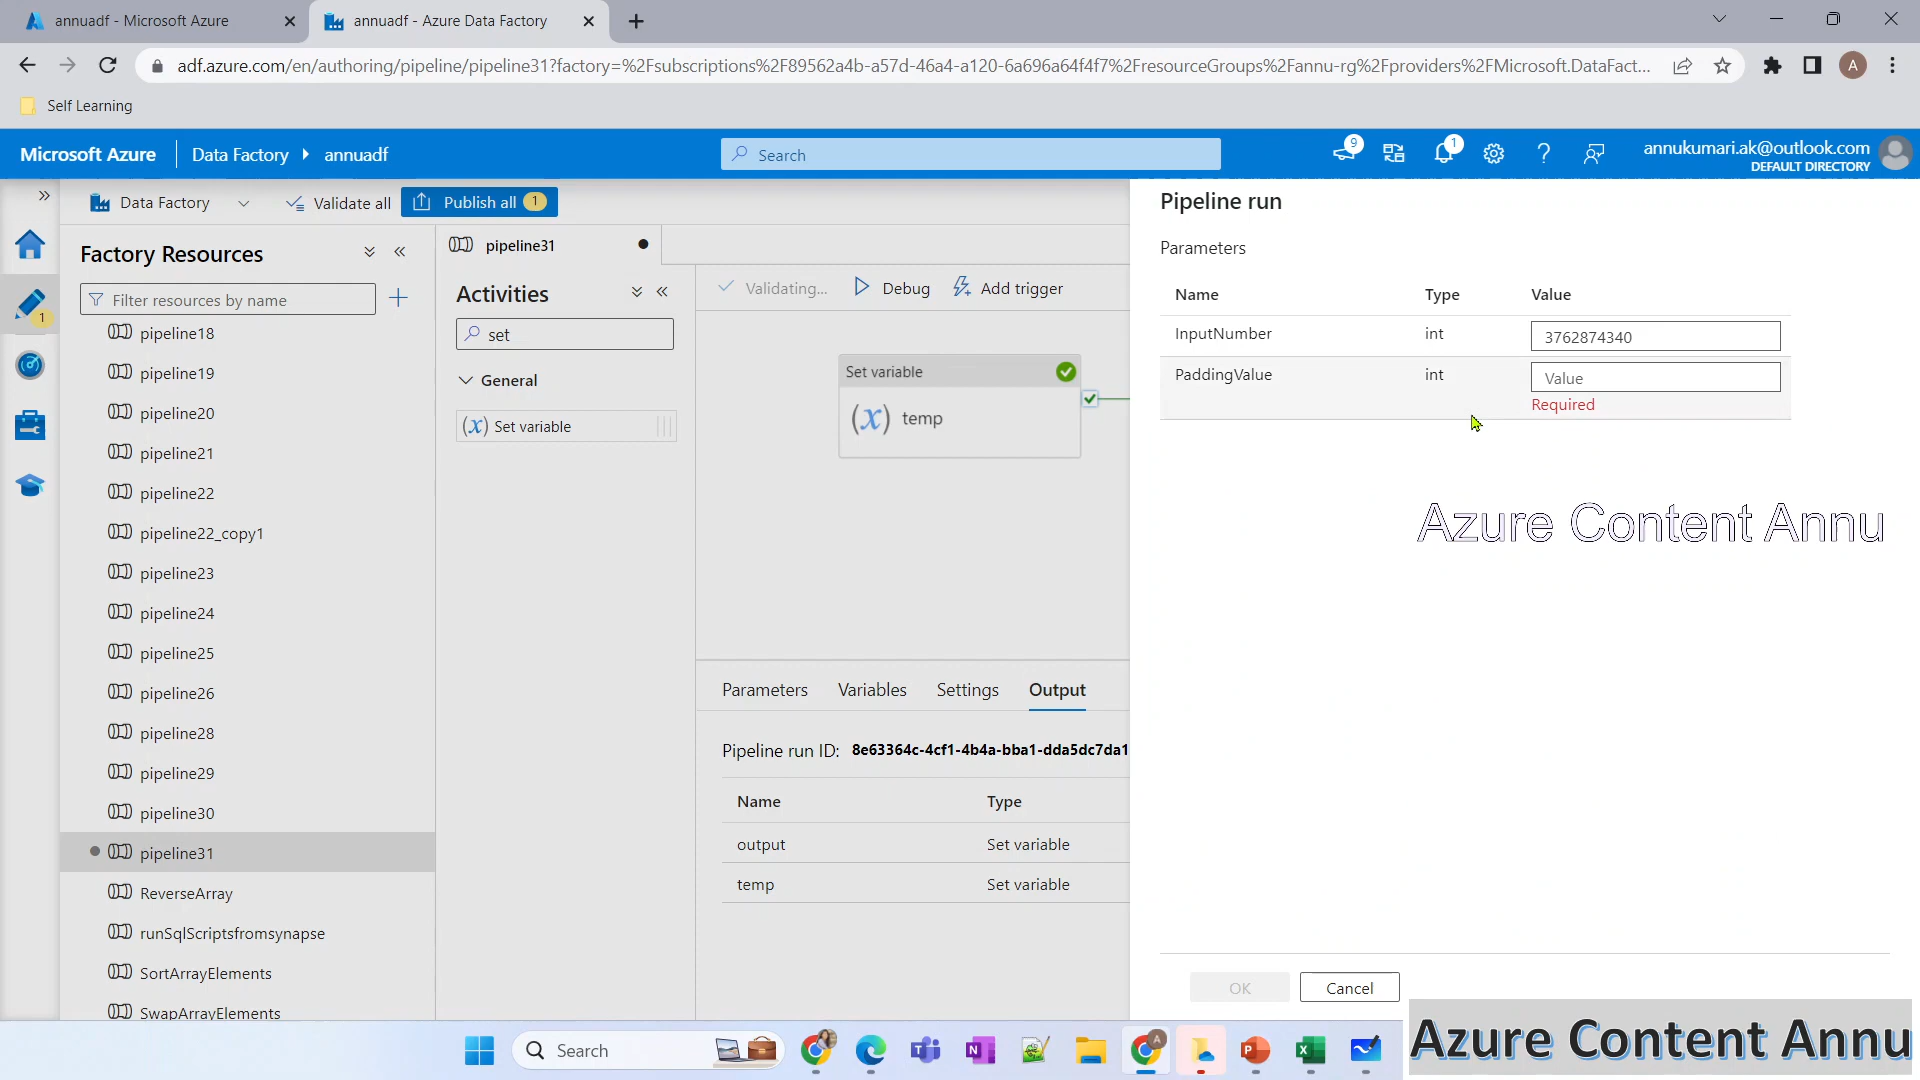 annuadf - Microsoft Azure
annuadf - Azure Data Factory
adf.azure.com/en/authoring/pipeline/pipeline31?factory=%2Fsubscriptions%2F89562a4b-a57d-46a4-a120-6a696a64f4f7%2FresourceGroups%2Fannu-rg%2Fproviders%2FMicrosoft.DataFact...
A
Self Learning
Microsoft Azure
Data Factory
annuadf
Search
9
1
annukumari.ak@outlook.com
DEFAULT DIRECTORY
Data Factory
Validate all
Publish all 1
Factory Resources
Filter resources by name
1
pipeline18
pipeline19
pipeline20
pipeline21
pipeline22
pipeline22_copy1
pipeline23
pipeline24
pipeline25
pipeline26
pipeline28
pipeline29
pipeline30
pipeline31
ReverseArray
runSqlScriptsfromsynapse
SortArrayElements
SwapArrayElements
pipeline31
Activities
set
General
(x) Set variable
Validating...
Debug
Add trigger
Set variable
(x) temp
Parameters Variables Settings Output
Pipeline run ID: 8e63364c-4cf1-4b4a-bba1-dda5dc7da1
Name Type
output Set variable
temp Set variable
Pipeline run
Parameters
Name Type Value
InputNumber int 3762874340
PaddingValue int Value
Required
Azure Content Annu
OK
Cancel
Search
Azure Content Annu